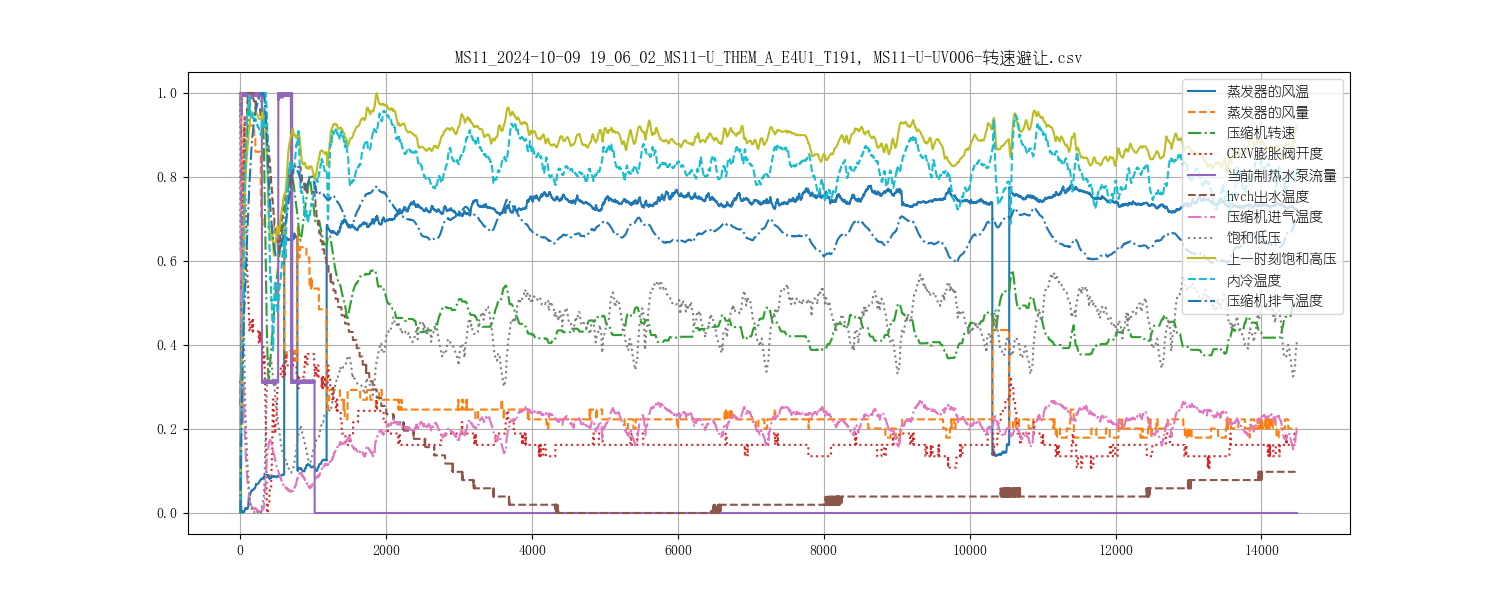 MS11_2024-10-09 19_06_02_MS11-U_THEM_A_E4U1_T191, MS11-U-UV006-转速避让.csv
1.0
0.8
0.6
0.4
0.2
0.0
0
2000
4000
6000
8000
10000
12000
14000
蒸发器的风温
蒸发器的风量
压缩机转速
CEXV膨胀阀开度
当前制热水泵流量
hvch出水温度
压缩机进气温度
饱和低压
上一时刻饱和高压
内冷温度
压缩机排气温度